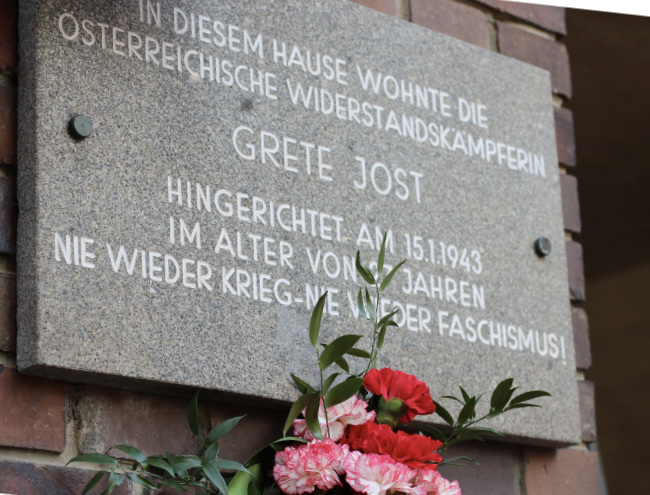 IN DIESEM HAUSE WOHNTE DIE
ÖSTERREICHISCHE WIDERSTANDSKÄMPFERIN
GRETE JOST
HINGERICHTET AM 15.1.1943
IM ALTER VON JAHREN
NIE WIEDER KRIEG-NIE WIEDER FASCHISMUS!